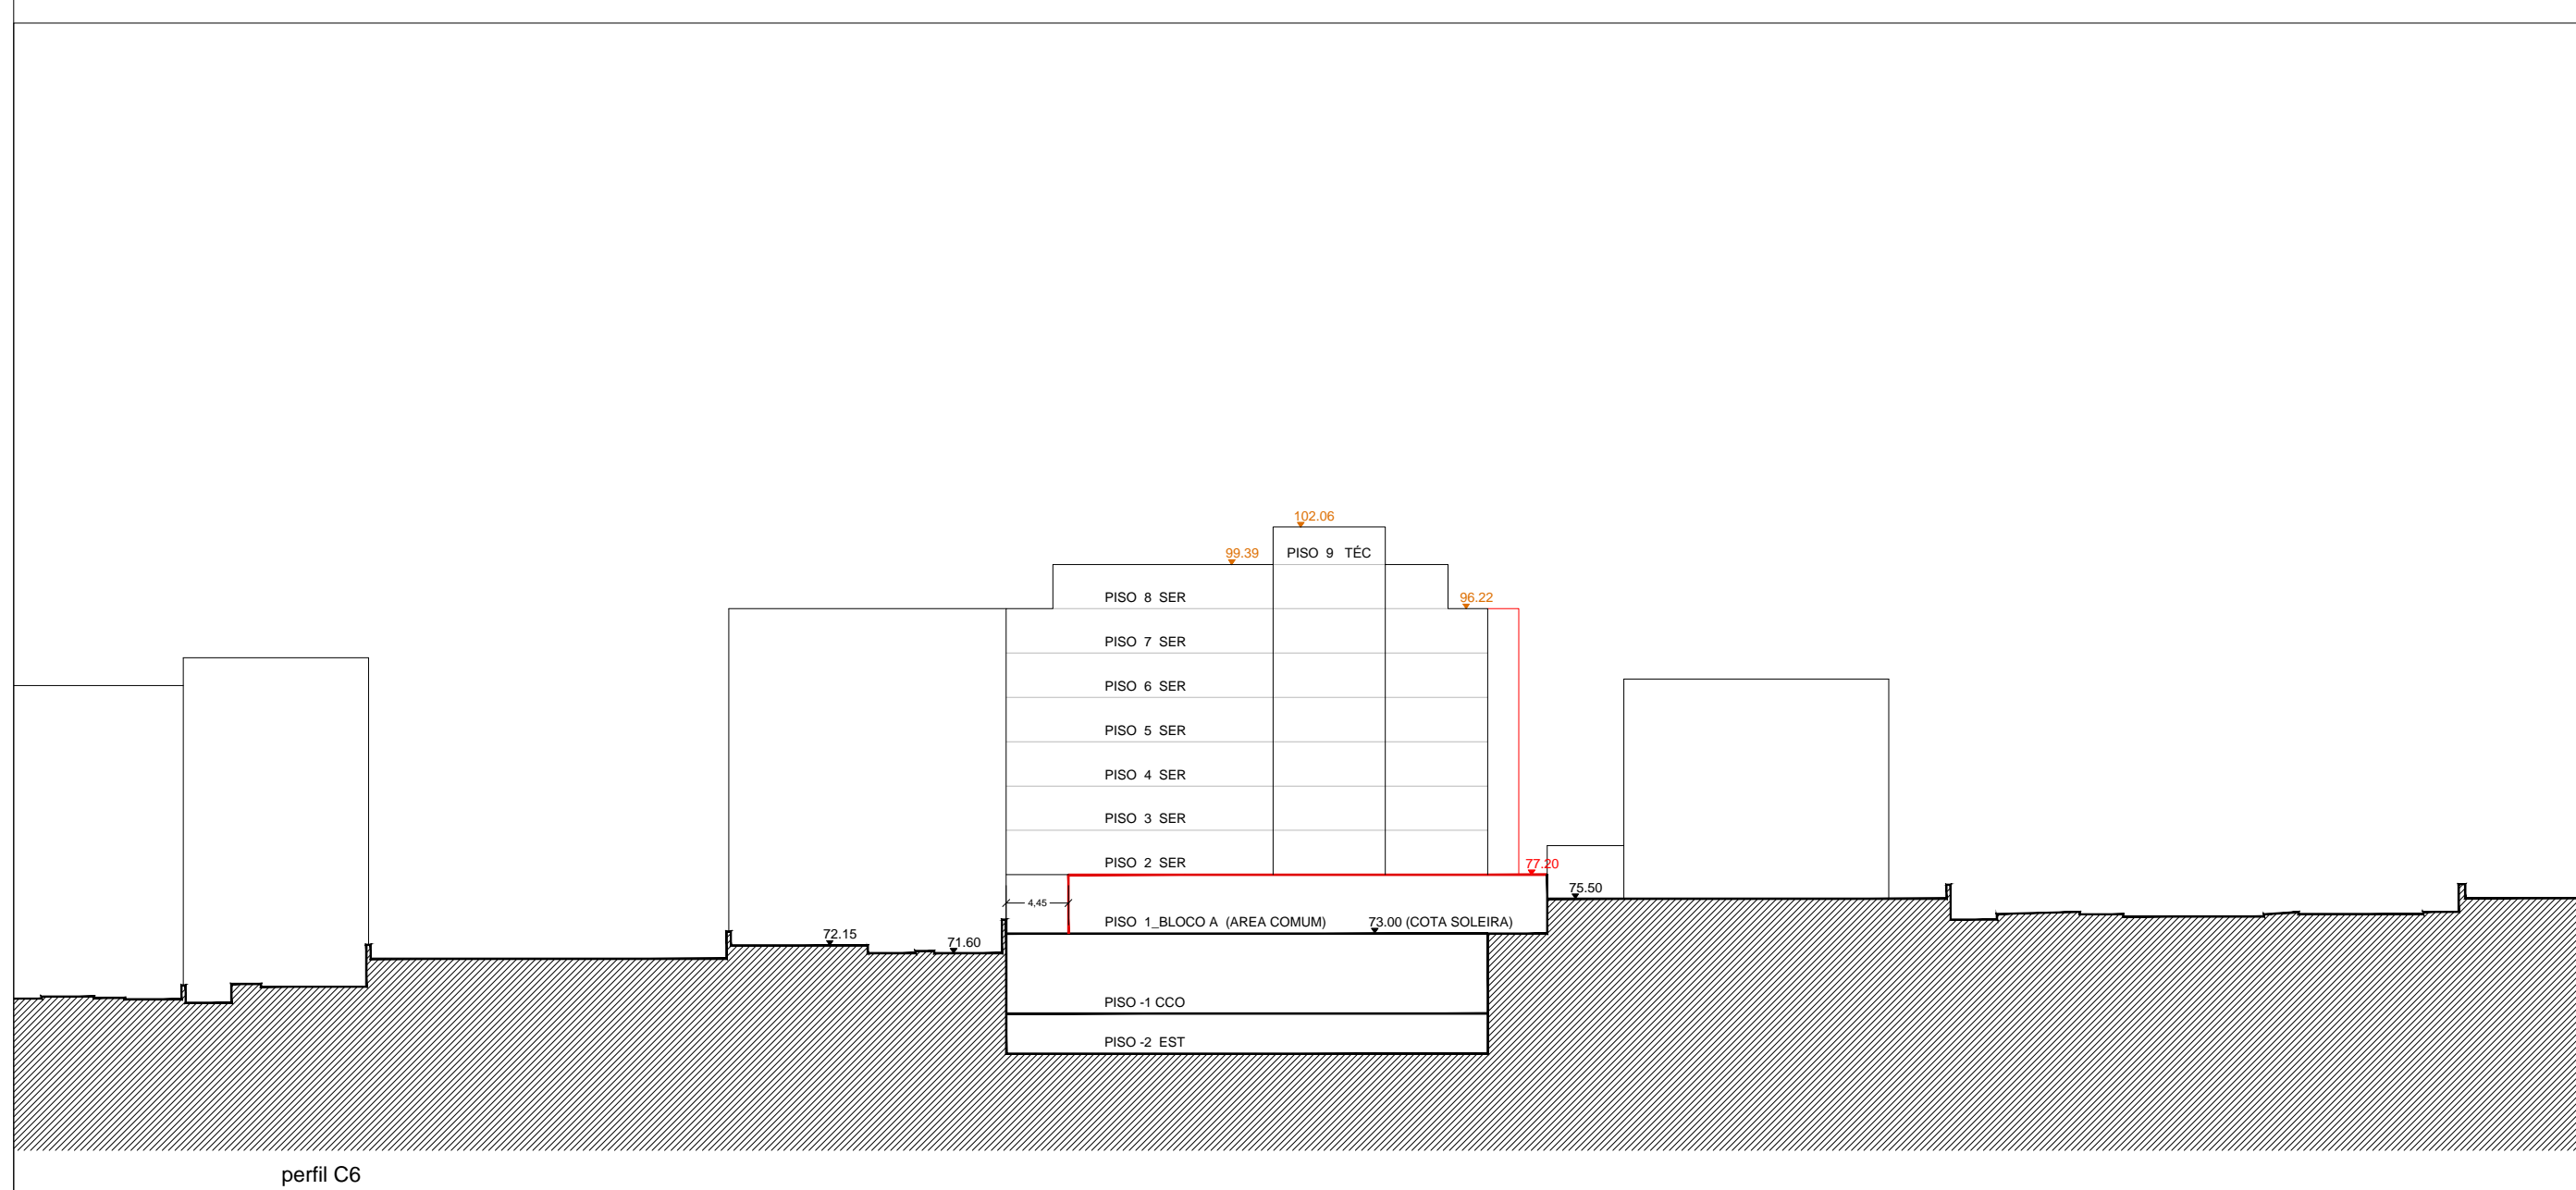 102.06
99.39
PISO 9 TÉC
PISO 8 SER
96.22
PISO 7 SER
PISO 6 SER
PISO 5 SER
PISO 4 SER
PISO 3 SER
PISO 2 SER
77.20
75.50
4,45
PISO 1_BLOCO A (AREA COMUM)
73.00 (COTA SOLEIRA)
72.15
71.60
PISO -1 CCO
PISO -2 EST
perfil C6